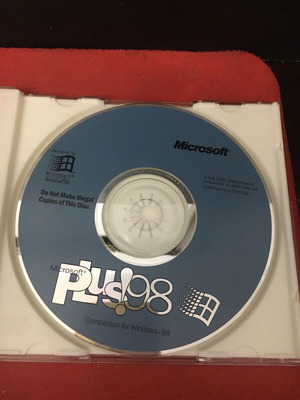 Designed for
Microsoft
Windows 98
Microsoft
Do Not Make Illegal
Copies of This Disc
Microsoft
Plus! 98
Companion for Windows 98